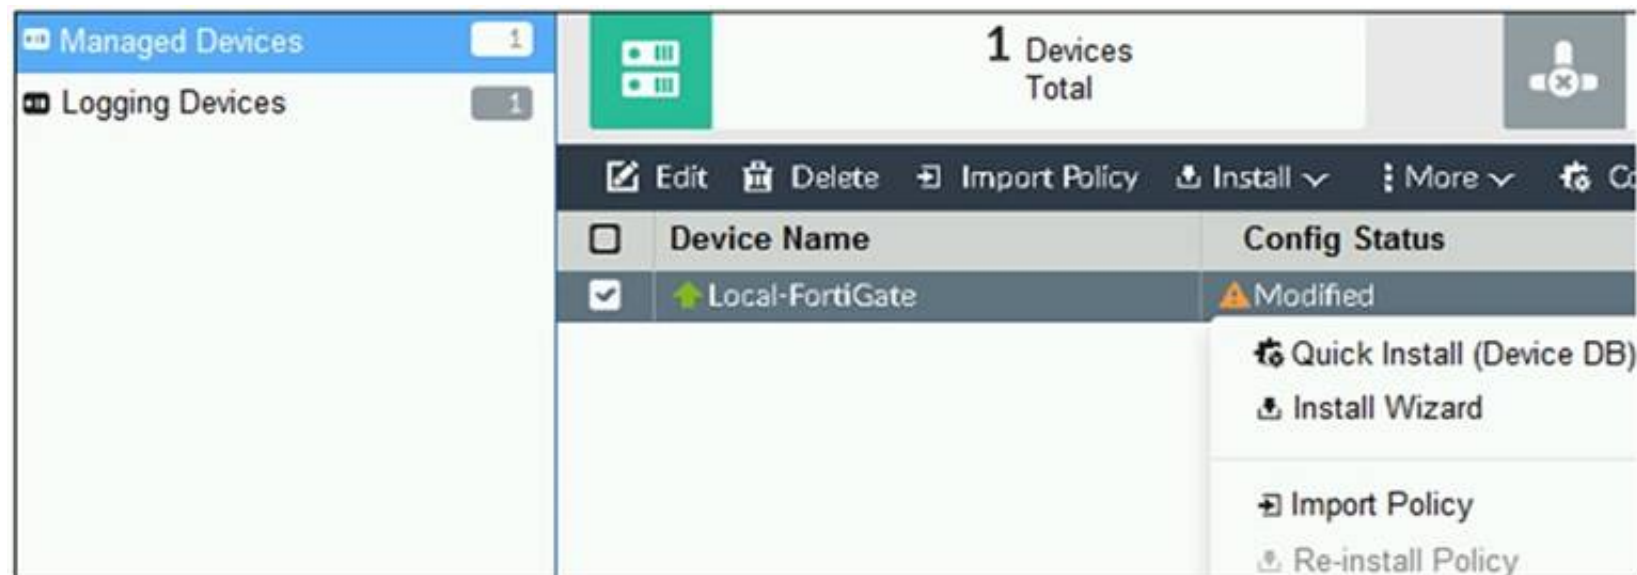 Managed Devices 1
Logging Devices 1
1 Devices
Total
Edit Delete Import Policy Install More
Device Name Config Status
Local-FortiGate Modified
Quick Install (Device DB)
Install Wizard
Import Policy
Re-install Policy